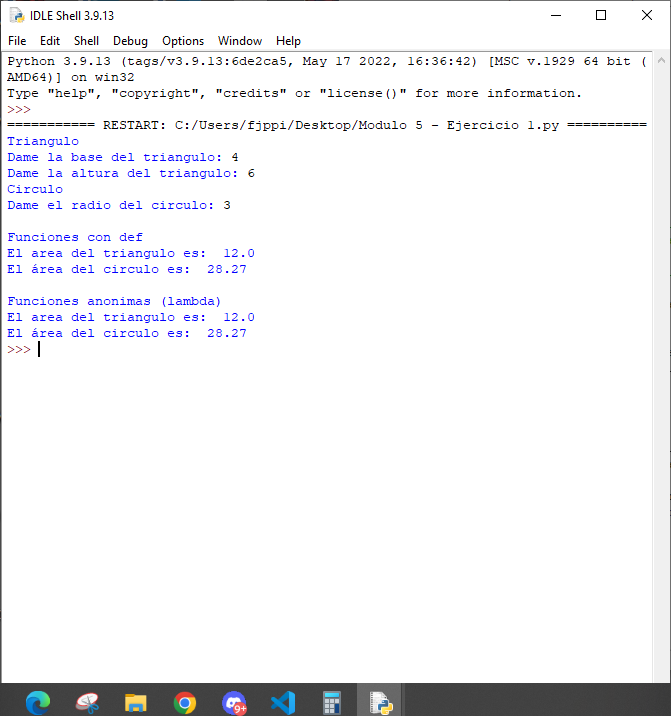 IDLE Shell 3.9.13
File Edit Shell Debug Options Window Help
Python 3.9.13 (tags/v3.9.13:6de2ca5, May 17 2022, 16:36:42) [MSC v.1929 64 bit (
AMD64)] on win32
Type "help", "copyright", "credits" or "license()" for more information.
>>>
=========== RESTART: C:/Users/fjppi/Desktop/Modulo 5 - Ejercicio 1.py ==========
Triangulo
Dame la base del triangulo: 4
Dame la altura del triangulo: 6
Circulo
Dame el radio del circulo: 3
Funciones con def
El area del triangulo es:  12.0
El área del circulo es:  28.27
Funciones anonimas (lambda)
El area del triangulo es:  12.0
El área del circulo es:  28.27
>>>
9+